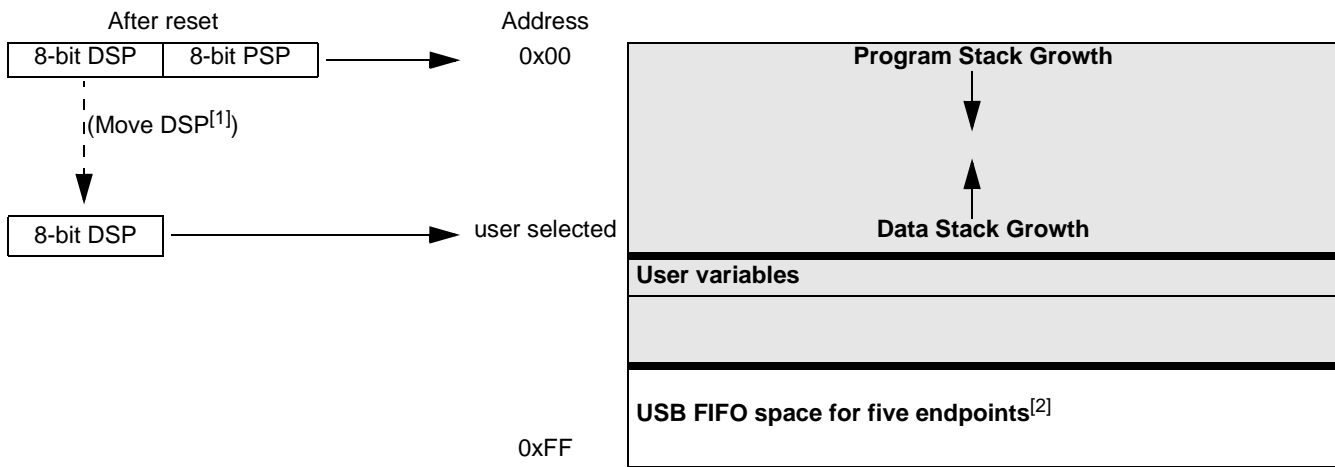 After reset
Address
8-bit DSP 8-bit PSP
0x00
Program Stack Growth
(Move DSP[1])
8-bit DSP
user selected
Data Stack Growth
User variables
USB FIFO space for five endpoints[2]
0xFF